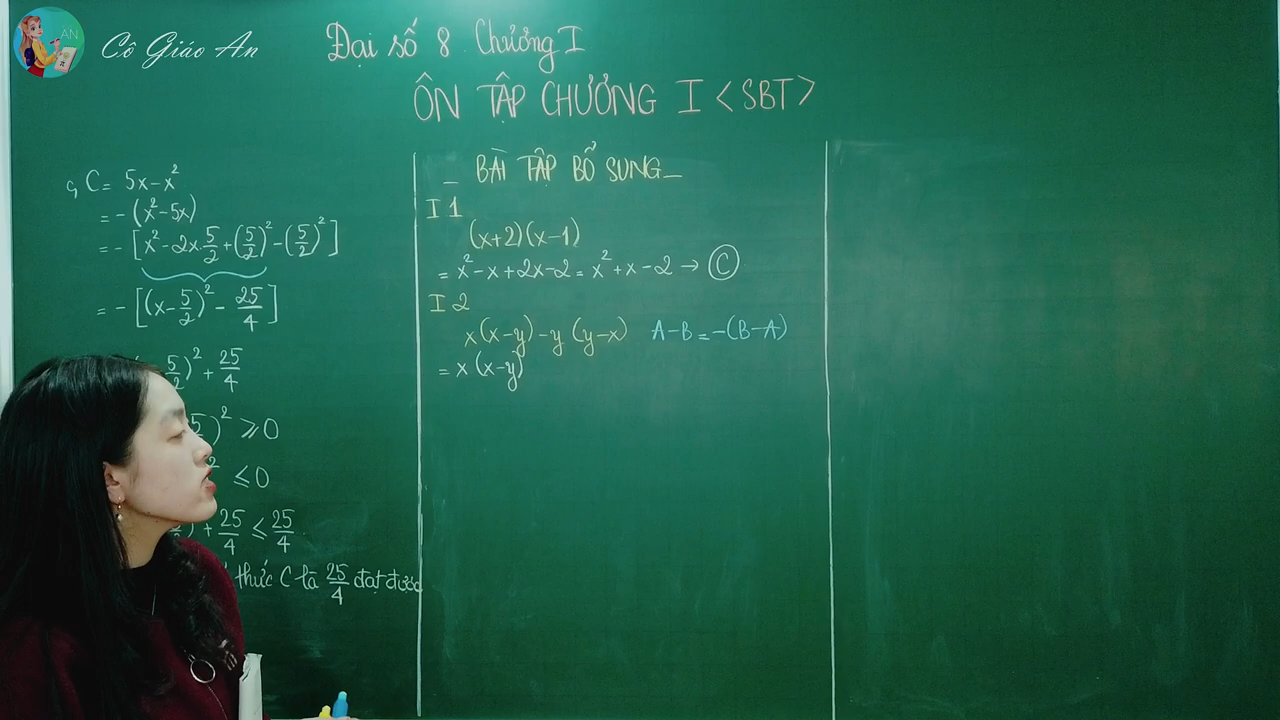 AN
Cô Giáo An
Đại số 8 Chương I
ÔN TẬP CHƯƠNG I <SBT>
c, C = 5x - x²
= -(x² - 5x)
= -[x² - 2x.5/2 + (5/2)² - (5/2)²]
= -[(x - 5/2)² - 25/4]
5/2)² + 25/4
)² ⩾ 0
² ≤ 0
) + 25/4 ≤ 25/4
thức C là 25/4 đạt được
_ BÀI TẬP BỔ SUNG _
I 1
(x+2)(x-1)
= x² - x + 2x - 2 = x² + x - 2 → C
I 2
x(x-y) - y(y-x) A-B = -(B-A)
= x(x-y)